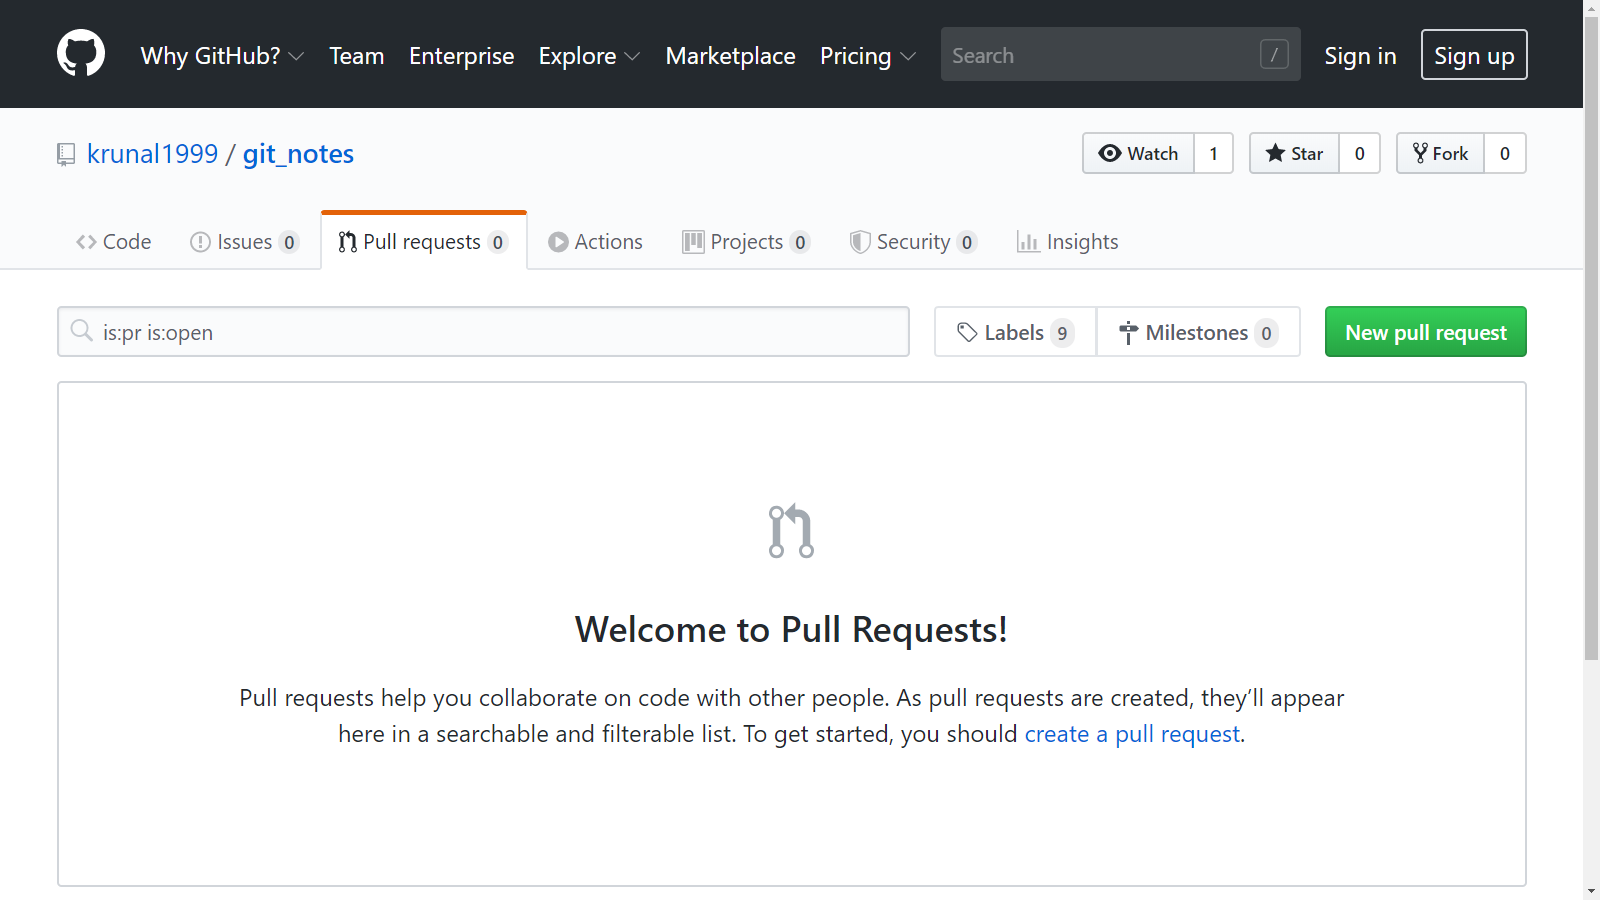 Why GitHub? Team Enterprise Explore Marketplace Pricing Search / Sign in Sign up
krunal1999 / git_notes Watch 1 Star 0 Fork 0
Code Issues 0 Pull requests 0 Actions Projects 0 Security 0 Insights
is:pr is:open Labels 9 Milestones 0 New pull request
Welcome to Pull Requests!
Pull requests help you collaborate on code with other people. As pull requests are created, they’ll appear
here in a searchable and filterable list. To get started, you should create a pull request.